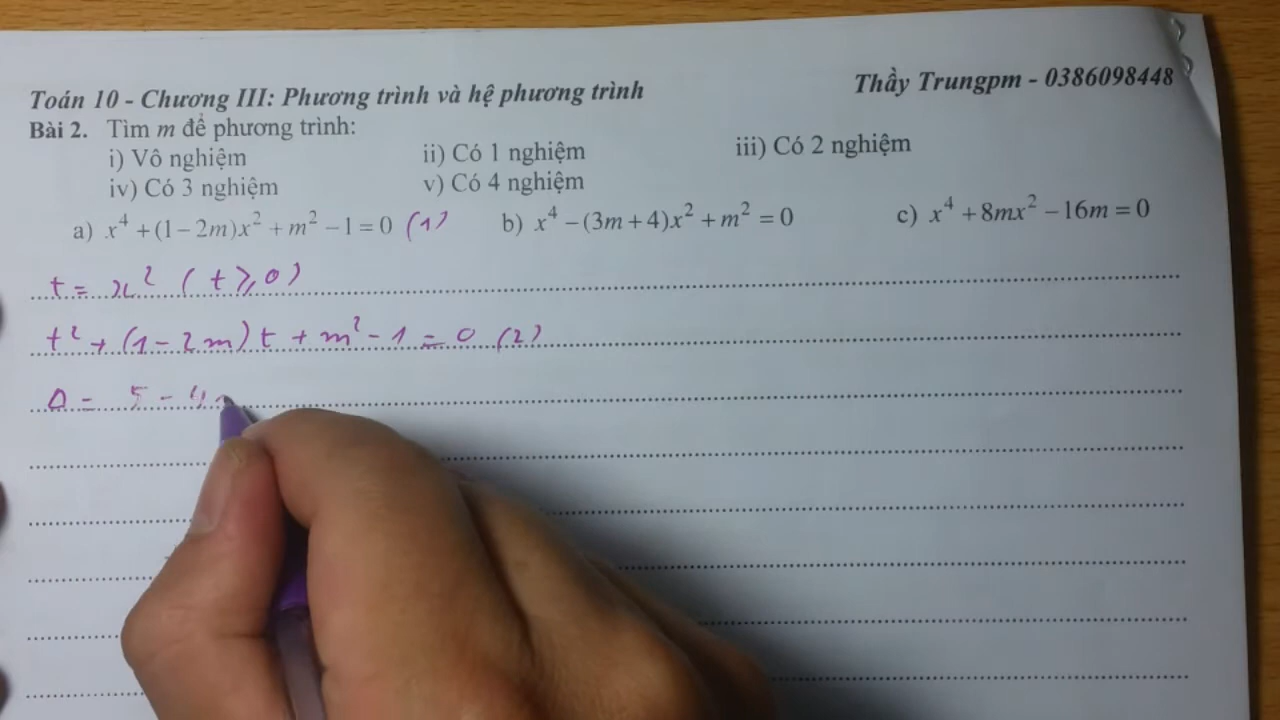 Toán 10 - Chương III: Phương trình và hệ phương trình Thầy Trungpm - 0386098448
Bài 2. Tìm m để phương trình:
i) Vô nghiệm ii) Có 1 nghiệm iii) Có 2 nghiệm
iv) Có 3 nghiệm v) Có 4 nghiệm
a) x⁴ + (1 − 2m)x² + m² − 1 = 0 (1) b) x⁴ − (3m + 4)x² + m² = 0 c) x⁴ + 8mx² − 16m = 0
t = x² (t ≥ 0)
t² + (1 − 2m)t + m² − 1 = 0 (2)
Δ = 5 − 4